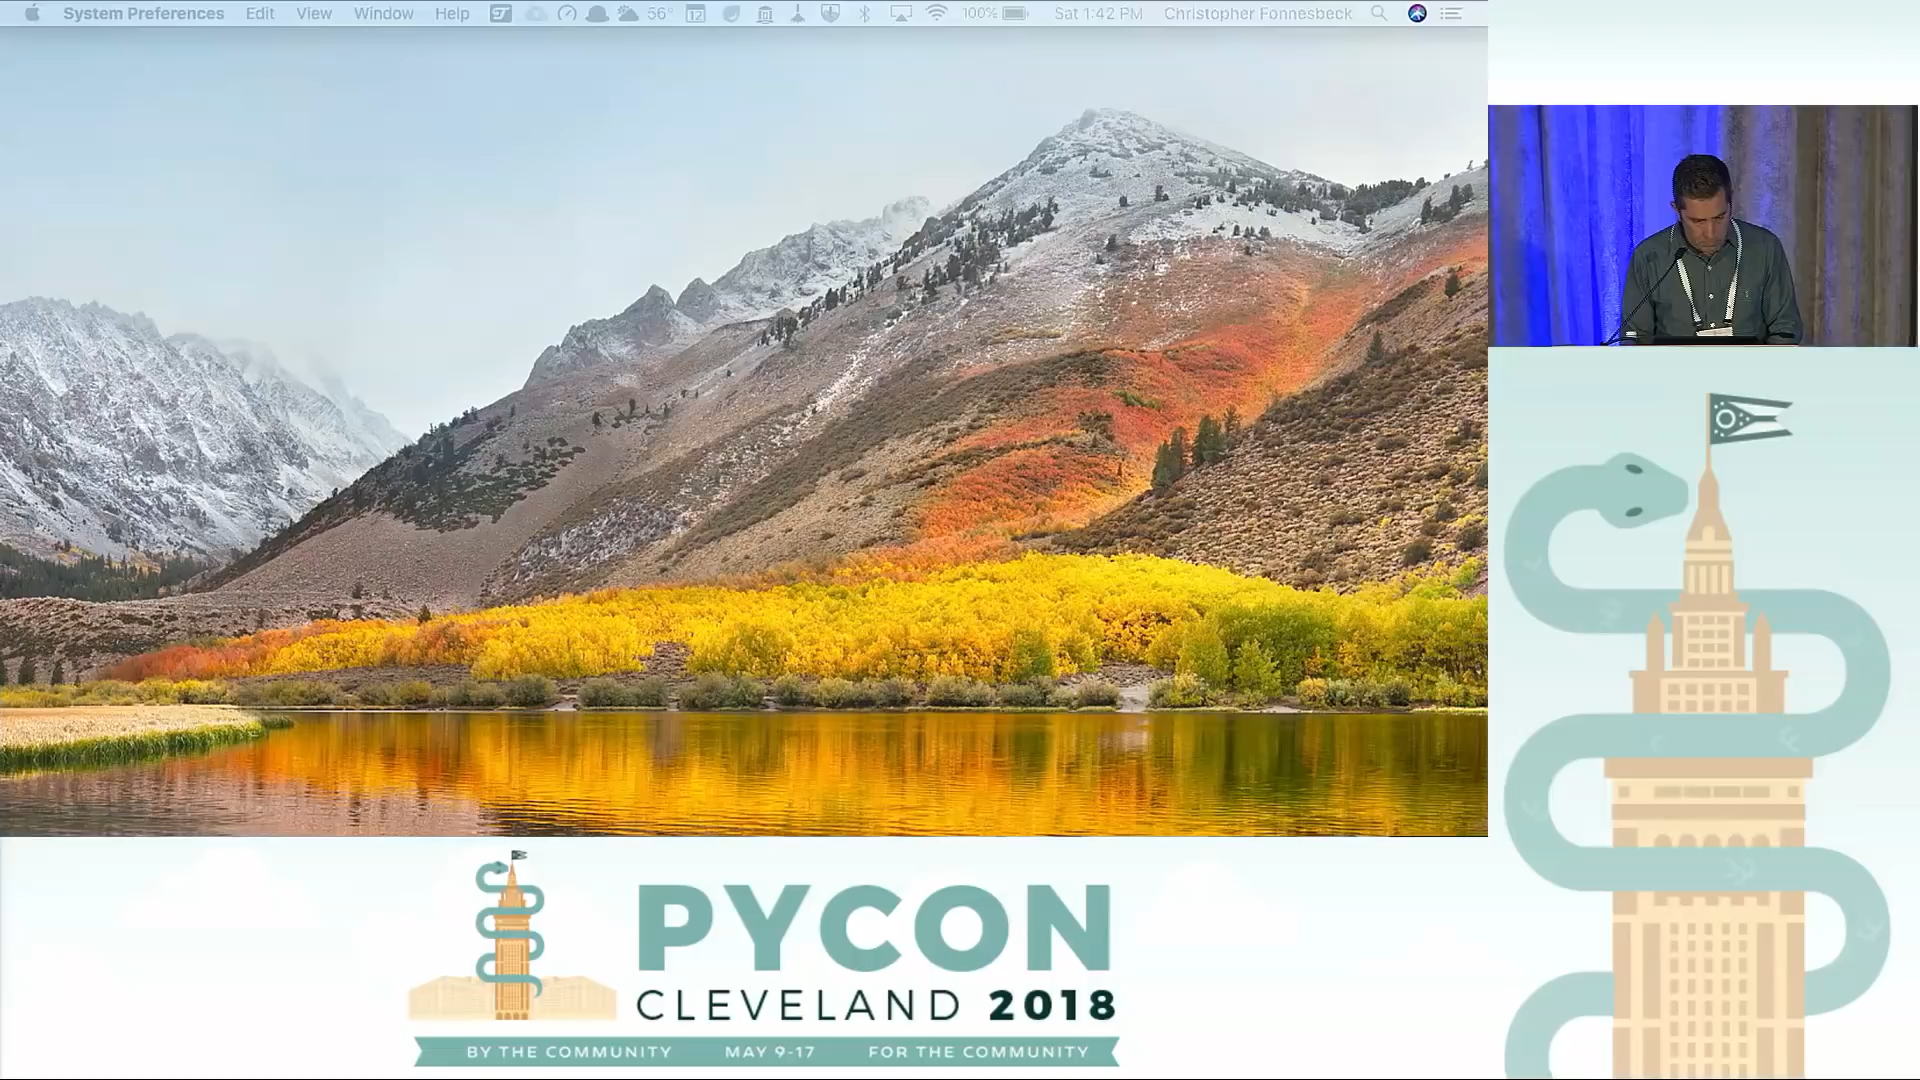 System Preferences Edit View Window Help 56° 12 100% Sat 1:42 PM Christopher Fonnesbeck
PYCON
CLEVELAND 2018
BY THE COMMUNITY MAY 9-17 FOR THE COMMUNITY